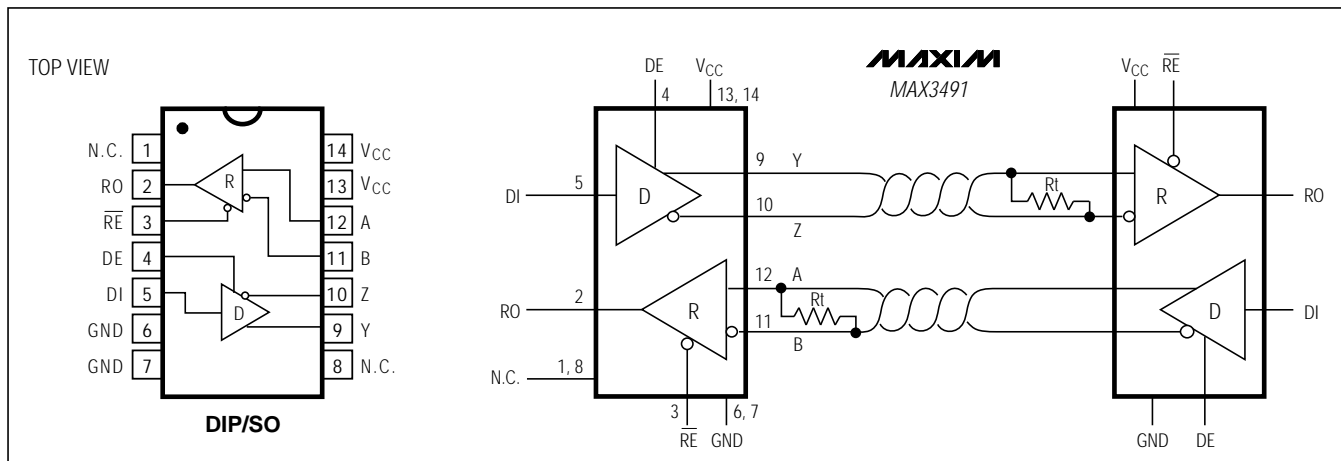 TOP VIEW
N.C. 1
RO 2
RE 3
DE 4
DI 5
GND 6
GND 7
14 VCC
13 VCC
12 A
11 B
10 Z
9 Y
8 N.C.
R
D
DIP/SO
MAXIM
MAX3491
DE
4
VCC
13, 14
DI
5
D
9 Y
10
Z
Rt
RO
2
R
12 A
11
B
Rt
N.C.
1, 8
3
RE
6, 7
GND
VCC
RE
R
RO
D
DI
GND
DE